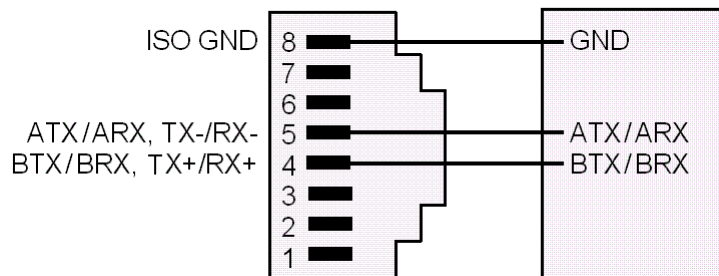 ISO GND 8 GND
7
6
ATX/ARX, TX-/RX- 5 ATX/ARX
BTX/BRX, TX+/RX+ 4 BTX/BRX
3
2
1